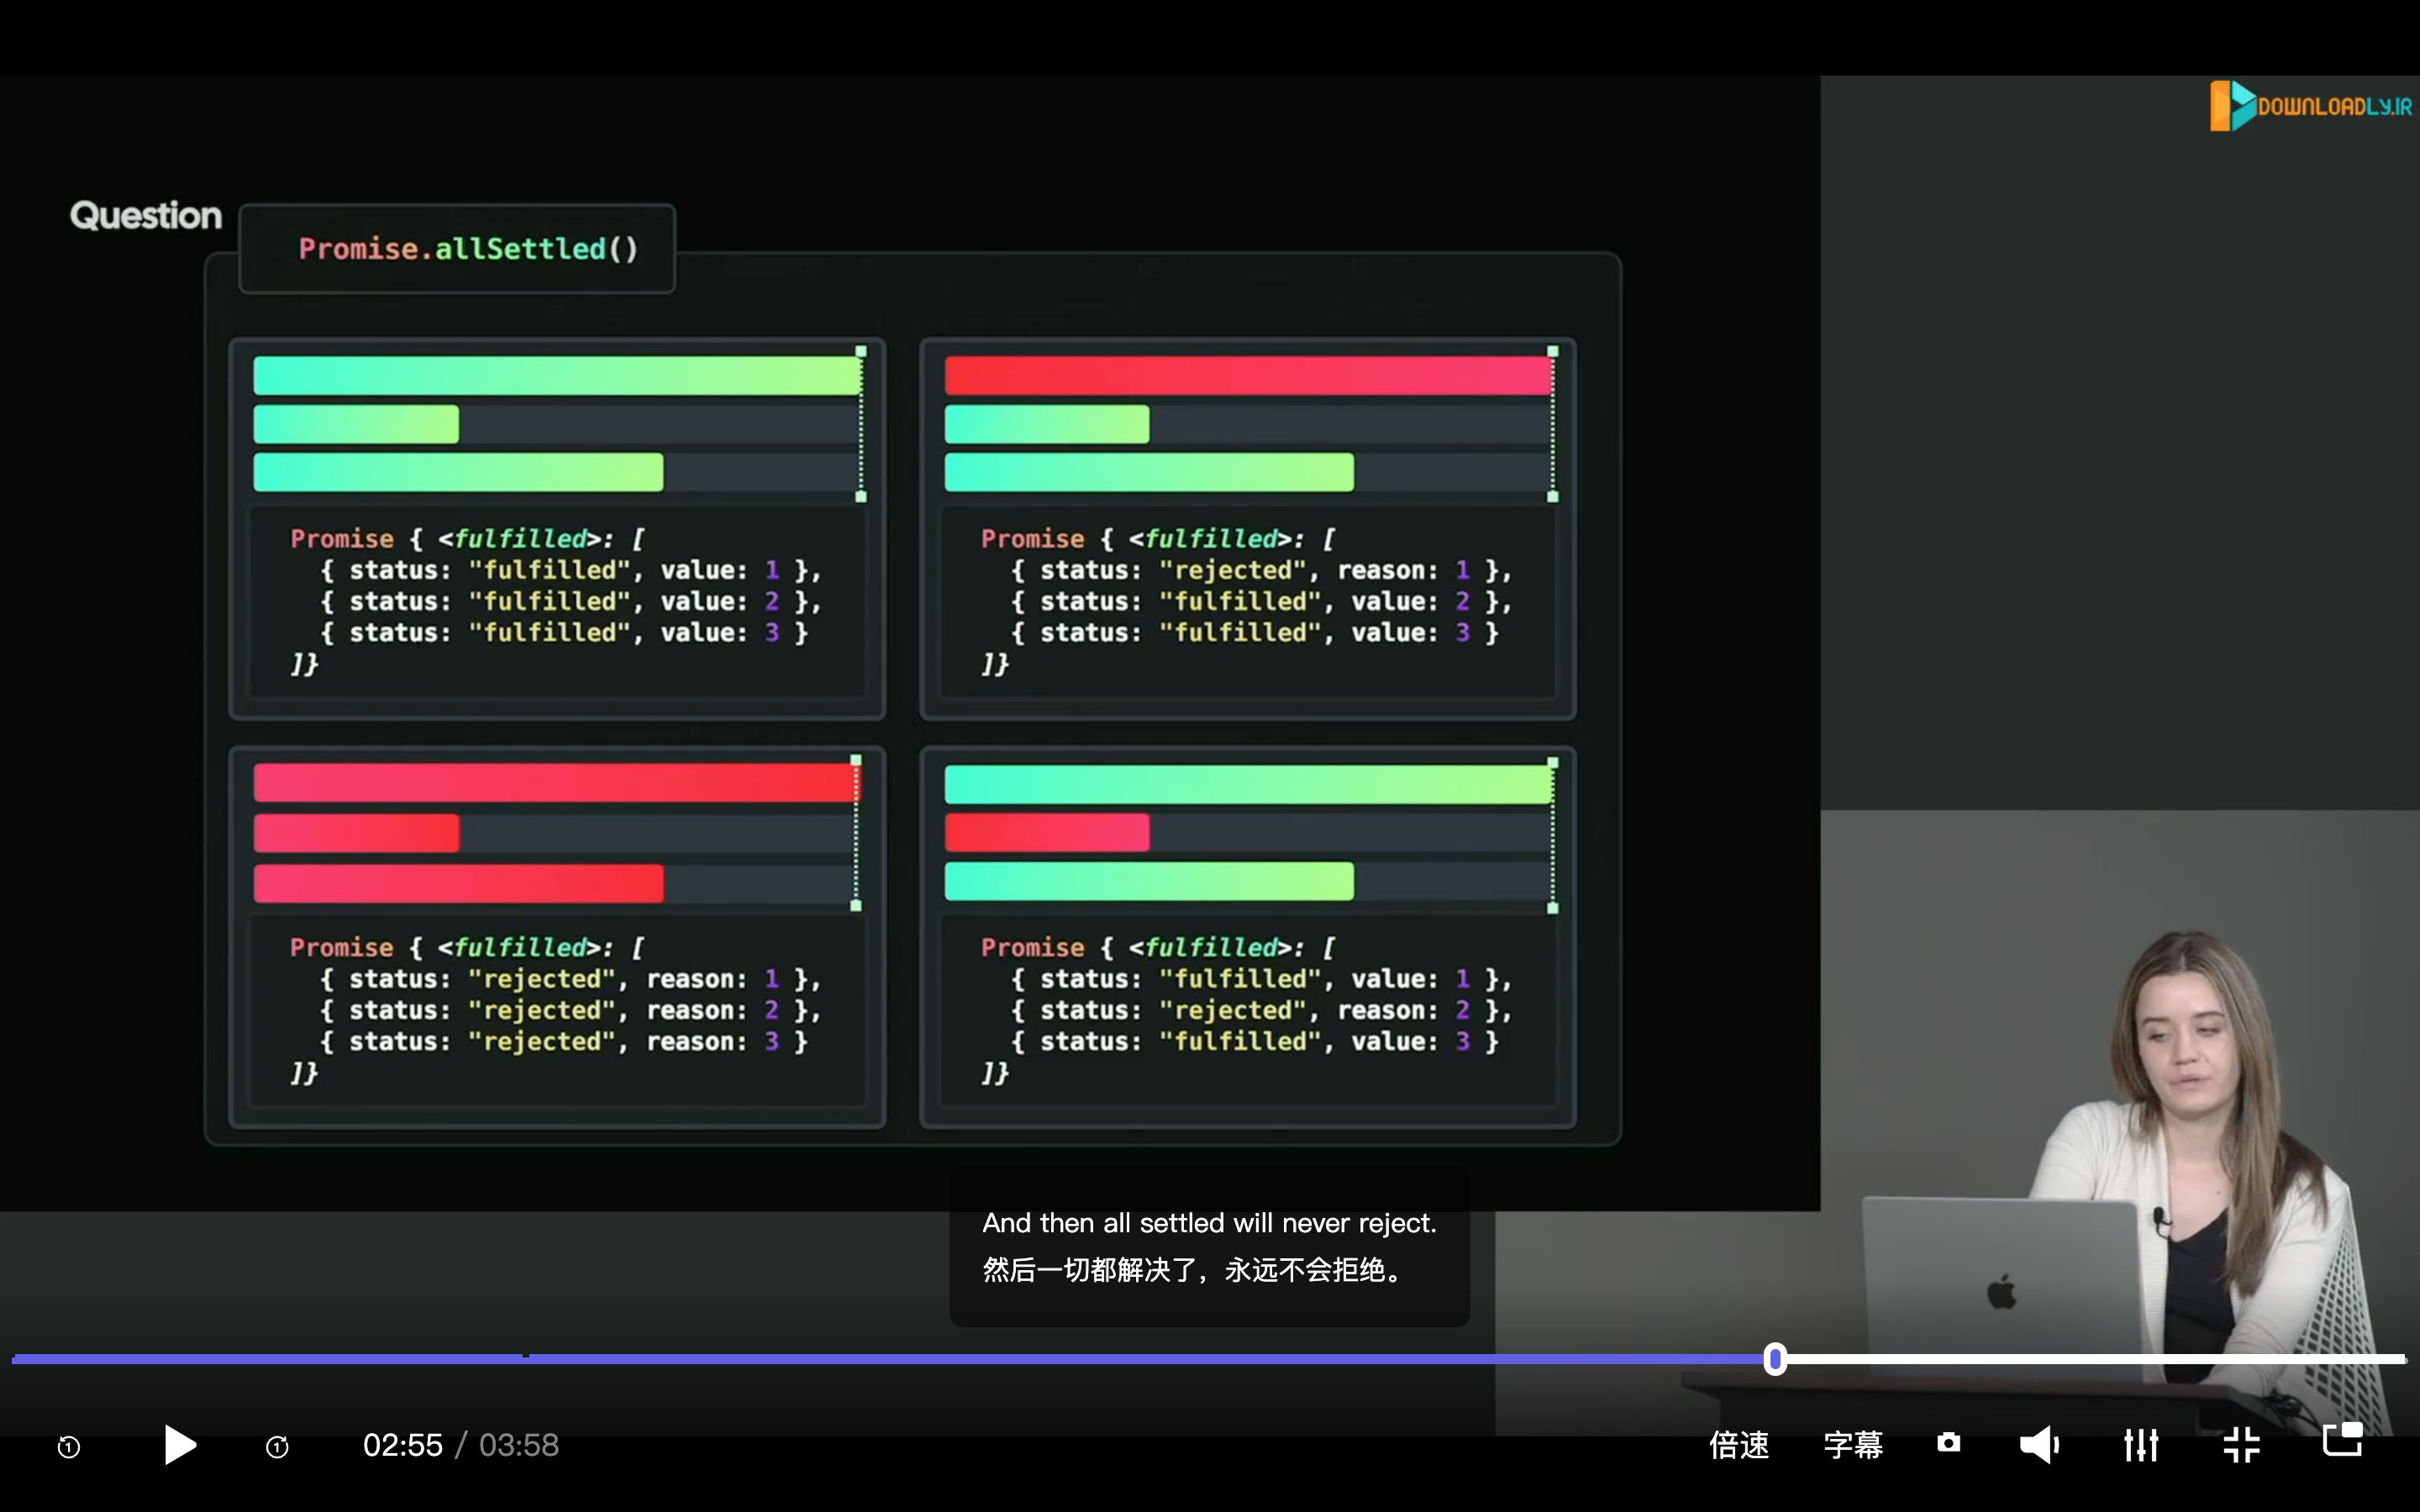 DOWNLOADLY.IR
Question
Promise.allSettled()
Promise { <fulfilled>: [
{ status: "fulfilled", value: 1 },
{ status: "fulfilled", value: 2 },
{ status: "fulfilled", value: 3 }
]}
Promise { <fulfilled>: [
{ status: "rejected", reason: 1 },
{ status: "fulfilled", value: 2 },
{ status: "fulfilled", value: 3 }
]}
Promise { <fulfilled>: [
{ status: "rejected", reason: 1 },
{ status: "rejected", reason: 2 },
{ status: "rejected", reason: 3 }
]}
Promise { <fulfilled>: [
{ status: "fulfilled", value: 1 },
{ status: "rejected", reason: 2 },
{ status: "fulfilled", value: 3 }
]}
And then all settled will never reject.
然后一切都解决了，永远不会拒绝。
1
1
02:55 / 03:58
倍速
字幕